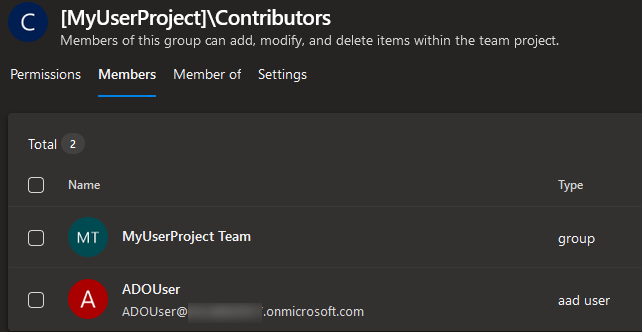 C
[MyUserProject]\Contributors
Members of this group can add, modify, and delete items within the team project.
Permissions Members Member of Settings
Total 2
Name Type
MT MyUserProject Team group
A ADOUser aad user
ADOUser@ .onmicrosoft.com